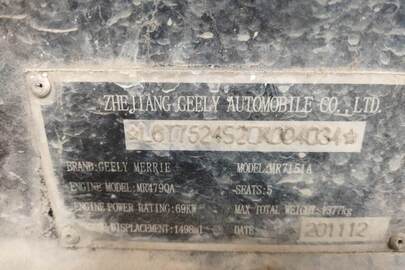 ZHEJIANG GEELY AUTOMOBILE CO., LTD.
BRAND:GEELY MERRIE MODEL:MR7151A
ENGINE MODEL:MR479QA SEATS:5
ENGINE POWER RATING:69KW MAX TOTAL WEIGHT:1377kg
DISPLACEMENT:1498ml DATE 201112